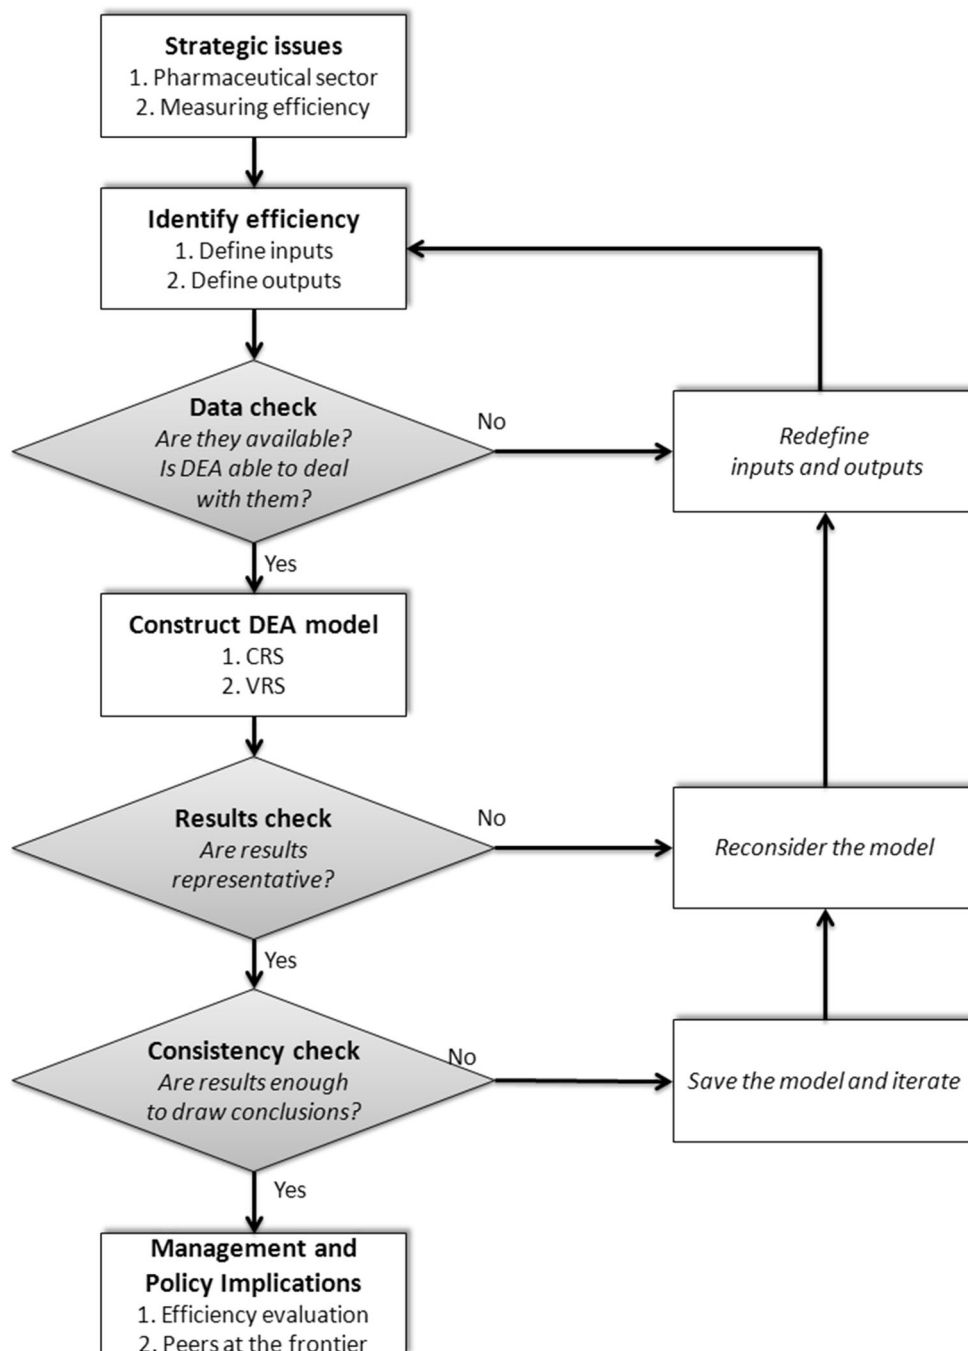 Strategic issues
1. Pharmaceutical sector
2. Measuring efficiency
Identify efficiency
1. Define inputs
2. Define outputs
Data check
Are they available?
Is DEA able to deal
with them?
No
Redefine
inputs and outputs
Yes
Construct DEA model
1. CRS
2. VRS
Results check
Are results
representative?
No
Reconsider the model
Yes
Consistency check
Are results enough
to draw conclusions?
No
Save the model and iterate
Yes
Management and
Policy Implications
1. Efficiency evaluation
2. Peers at the frontier